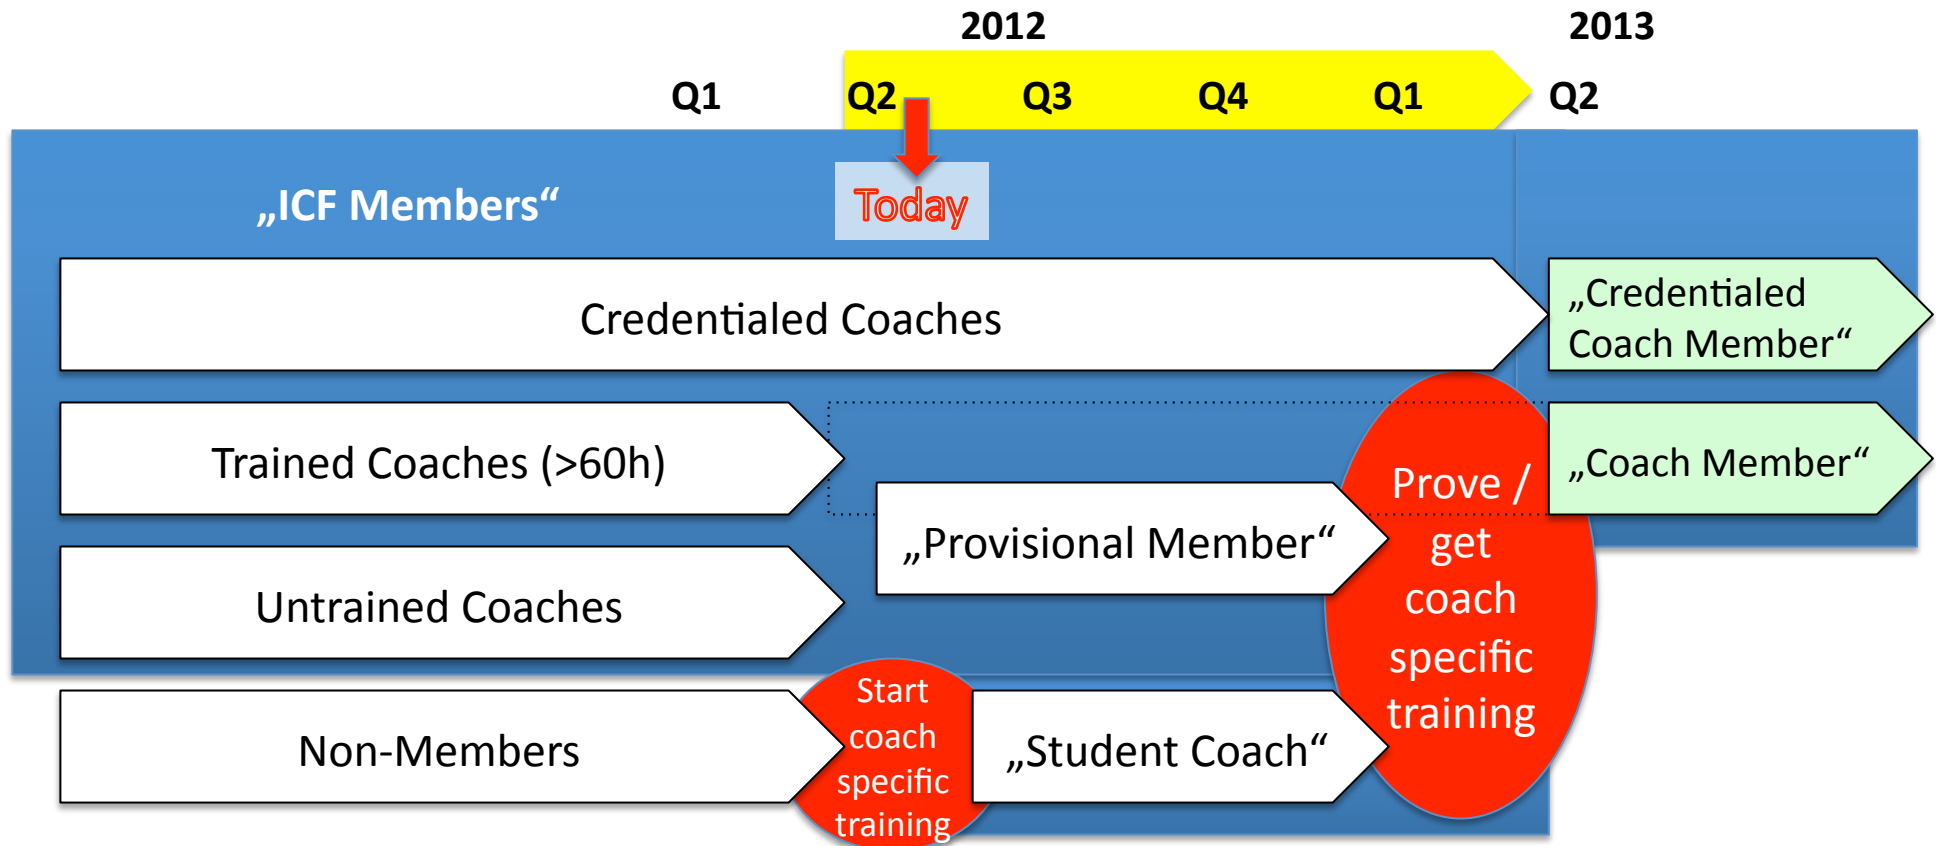 2012 2013
Q1 Q2 Q3 Q4 Q1 Q2
„ICF Members“
Today
Credentialed Coaches
„Credentialed
Coach Member“
Trained Coaches (>60h)
„Coach Member“
„Provisional Member“
Prove /
get
coach
specific
training
Untrained Coaches
Non-Members
Start
coach
specific
training
„Student Coach“